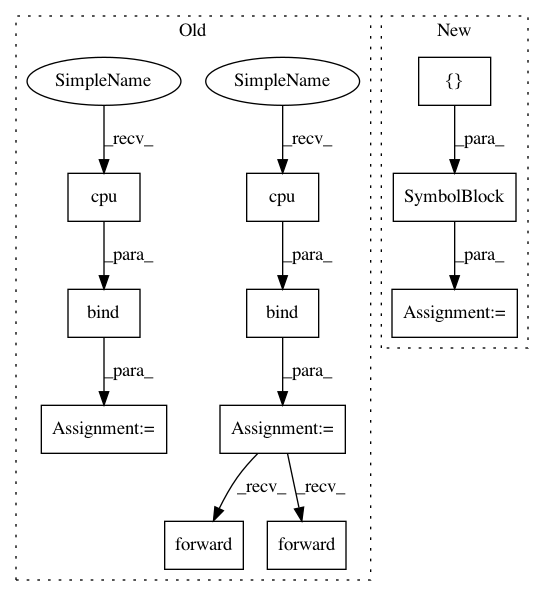 Old
New
SimpleName
SimpleName
{}
_recv_
_recv_
_para_
cpu
cpu
SymbolBlock
_para_
_para_
_para_
bind
bind
Assignment:=
_para_
_para_
Assignment:=
Assignment:=
_recv_
_recv_
forward
forward